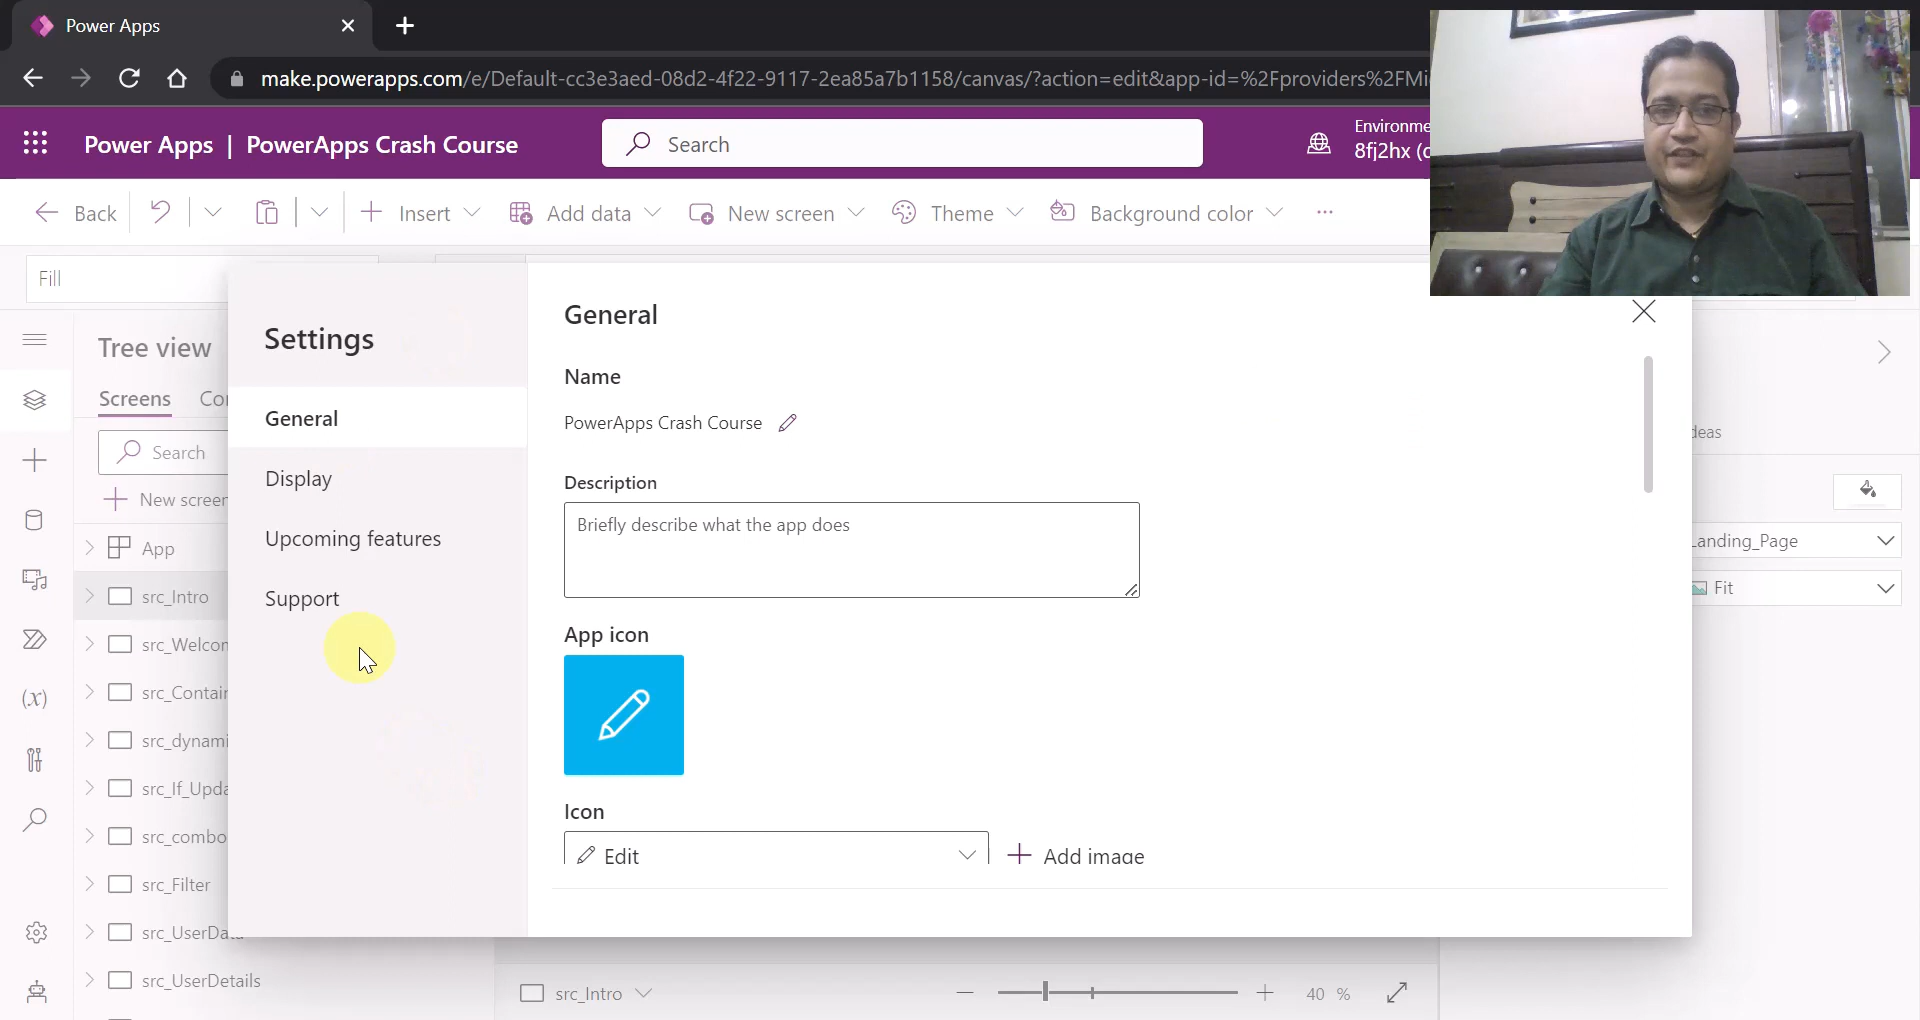 Power Apps
make.powerapps.com/e/Default-cc3e3aed-08d2-4f22-9117-2ea85a7b1158/canvas/?action=edit&app-id=%2Fproviders%2FMi
Power Apps | PowerApps Crash Course
Search
Environme
8fj2hx (c
Back
Insert
Add data
New screen
Theme
Background color
Fill
Tree view
Screens
Co
Search
New screen
App
src_Intro
src_Welcom
src_Contain
src_dynami
src_If_Upda
src_combo
src_Filter
src_UserData
src_UserDetails
Settings
General
Display
Upcoming features
Support
General
Name
PowerApps Crash Course
Description
Briefly describe what the app does
App icon
Icon
Edit
Add image
deas
Landing_Page
Fit
src_Intro
40 %